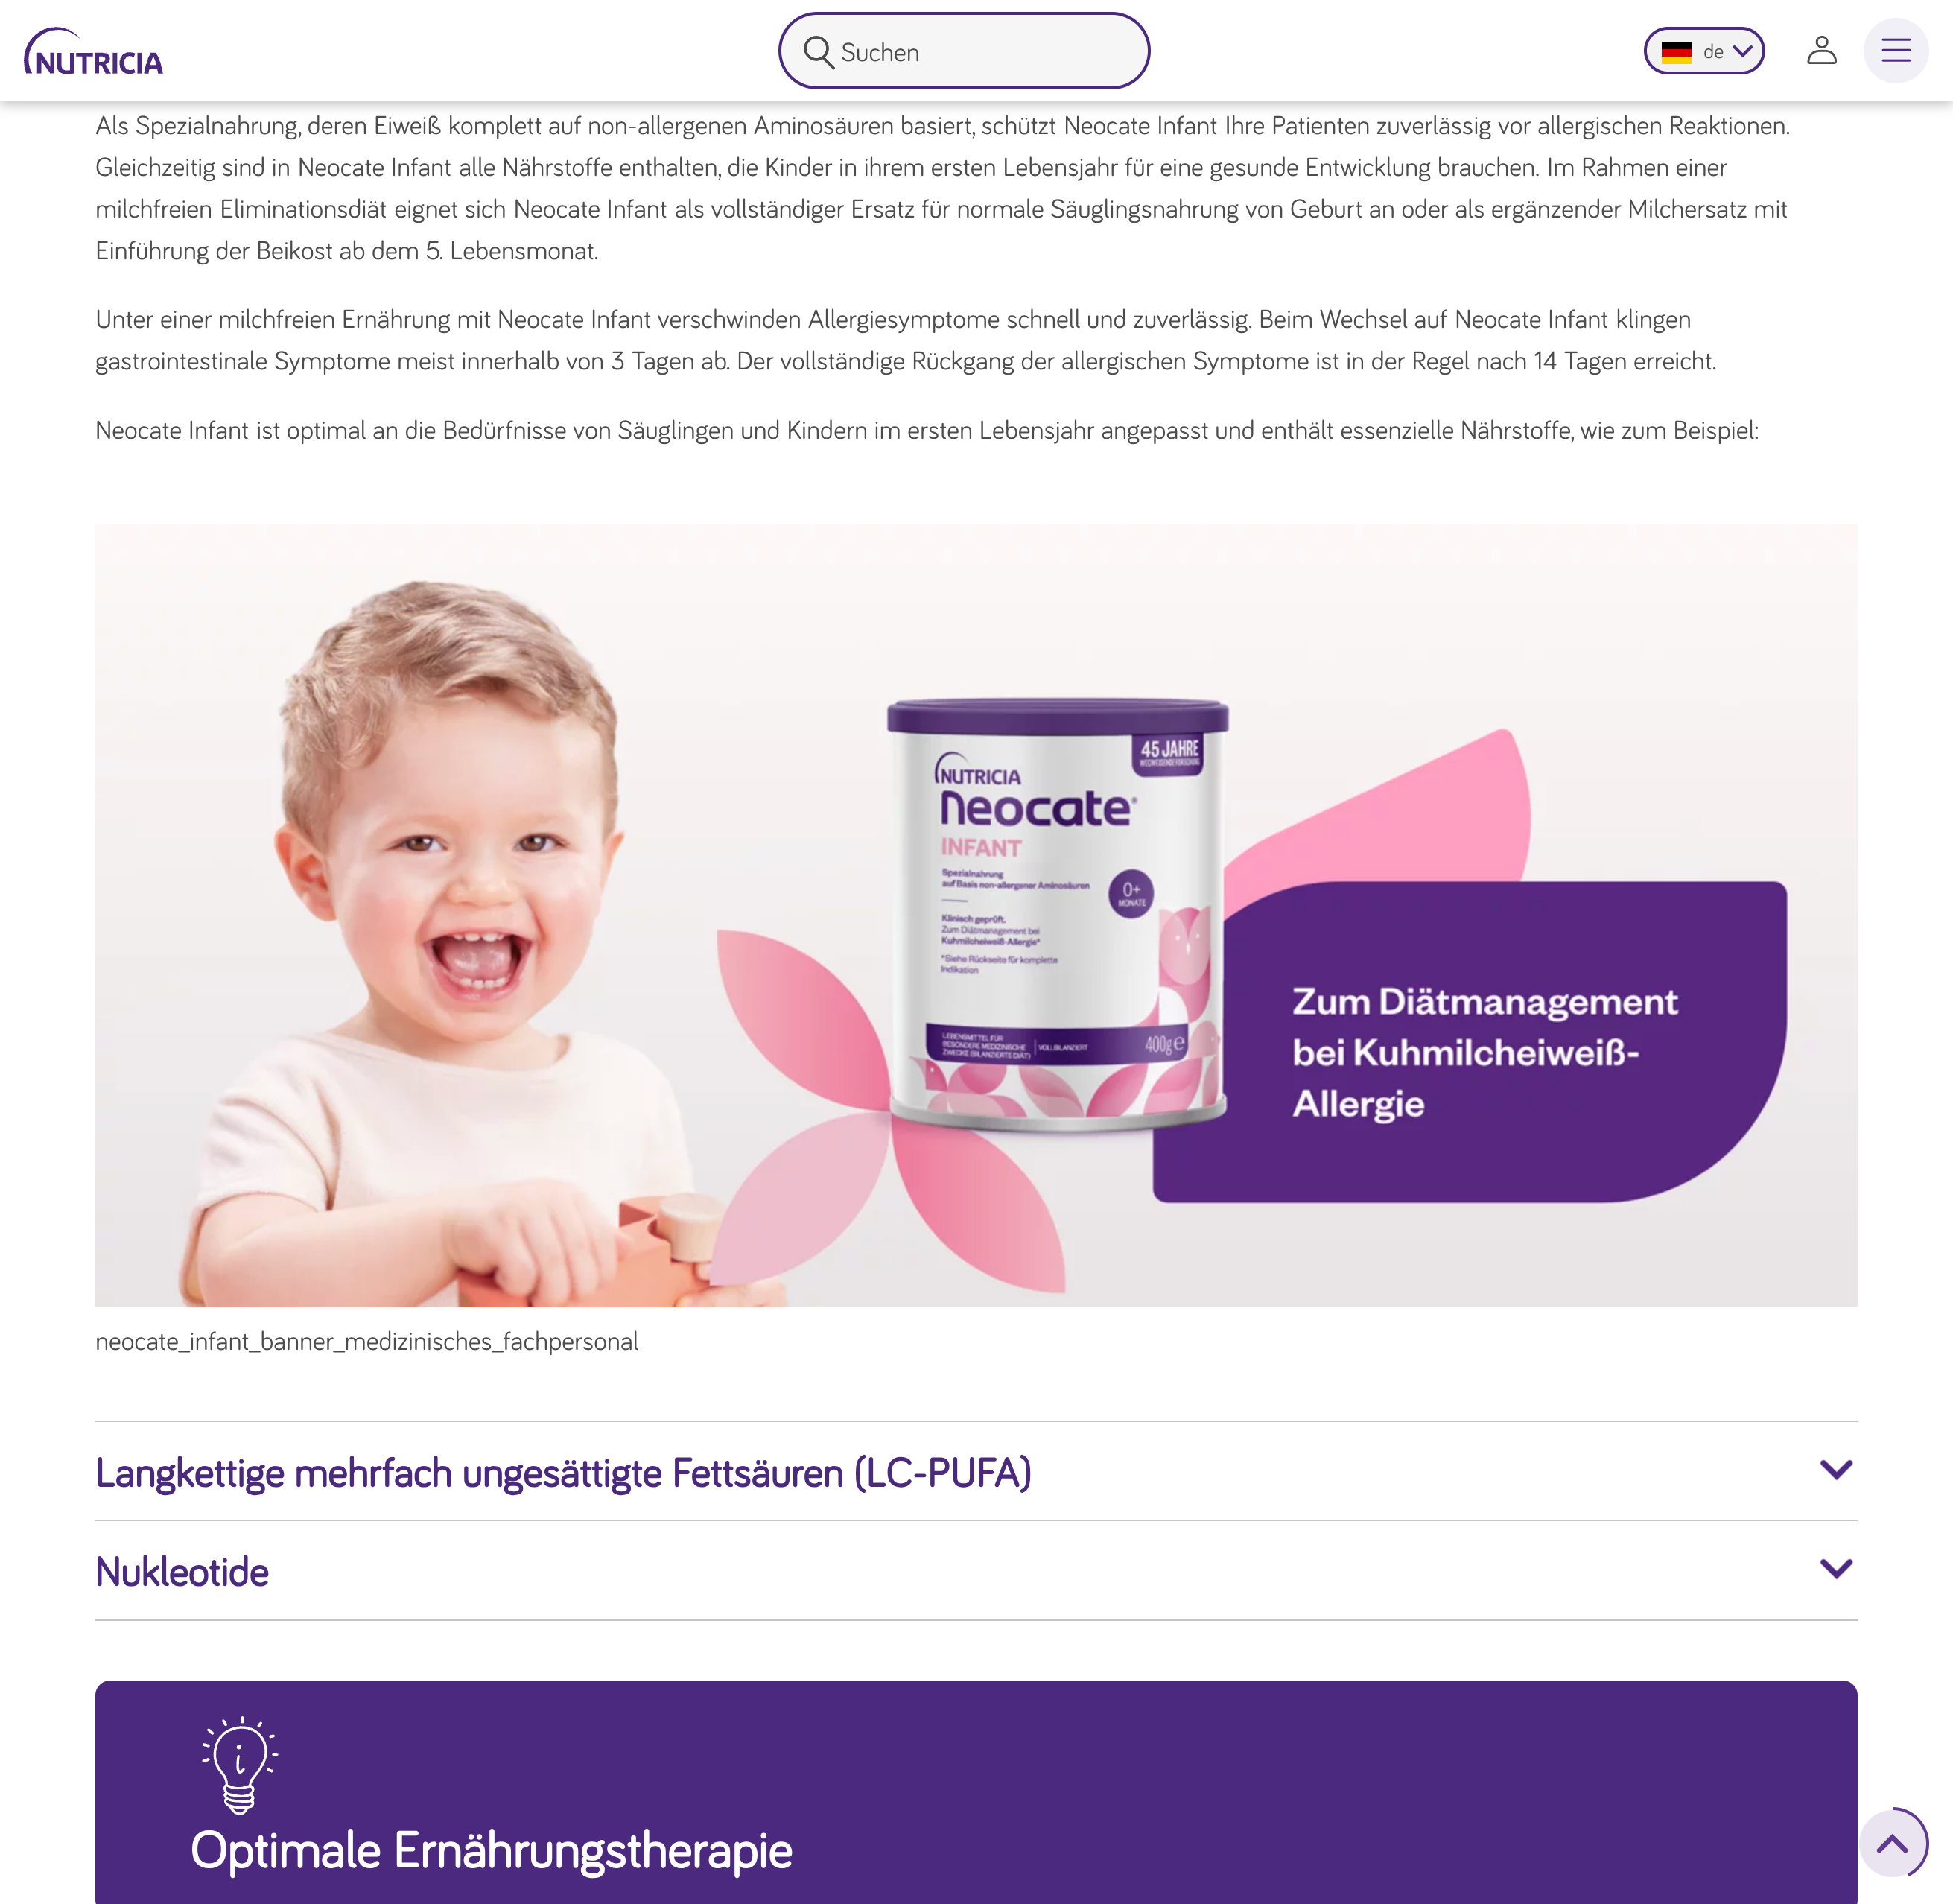 NUTRICIA
Suchen
de
Als Spezialnahrung, deren Eiweiß komplett auf non-allergenen Aminosäuren basiert, schützt Neocate Infant Ihre Patienten zuverlässig vor allergischen Reaktionen.
Gleichzeitig sind in Neocate Infant alle Nährstoffe enthalten, die Kinder in ihrem ersten Lebensjahr für eine gesunde Entwicklung brauchen. Im Rahmen einer
milchfreien Eliminationsdiät eignet sich Neocate Infant als vollständiger Ersatz für normale Säuglingsnahrung von Geburt an oder als ergänzender Milchersatz mit
Einführung der Beikost ab dem 5. Lebensmonat.
Unter einer milchfreien Ernährung mit Neocate Infant verschwinden Allergiesymptome schnell und zuverlässig. Beim Wechsel auf Neocate Infant klingen
gastrointestinale Symptome meist innerhalb von 3 Tagen ab. Der vollständige Rückgang der allergischen Symptome ist in der Regel nach 14 Tagen erreicht.
Neocate Infant ist optimal an die Bedürfnisse von Säuglingen und Kindern im ersten Lebensjahr angepasst und enthält essenzielle Nährstoffe, wie zum Beispiel:
45 JAHRE
WEGWEISENDE FORSCHUNG
NUTRICIA
neocate®
INFANT
Spezialnahrung
auf Basis non-allergener Aminosäuren
0+
MONATE
Klinisch geprüft.
Zum Diätmanagement bei
Kuhmilcheiweiß-Allergie*
*Siehe Rückseite für komplette
Indikation
LEBENSMITTEL FÜR
BESONDERE MEDIZINISCHE
ZWECKE (BILANZIERTE DIÄT)
VOLLBILANZIERT
400g e
Zum Diätmanagement
bei Kuhmilcheiweiß-
Allergie
neocate_infant_banner_medizinisches_fachpersonal
Langkettige mehrfach ungesättigte Fettsäuren (LC-PUFA)
Nukleotide
Optimale Ernährungstherapie